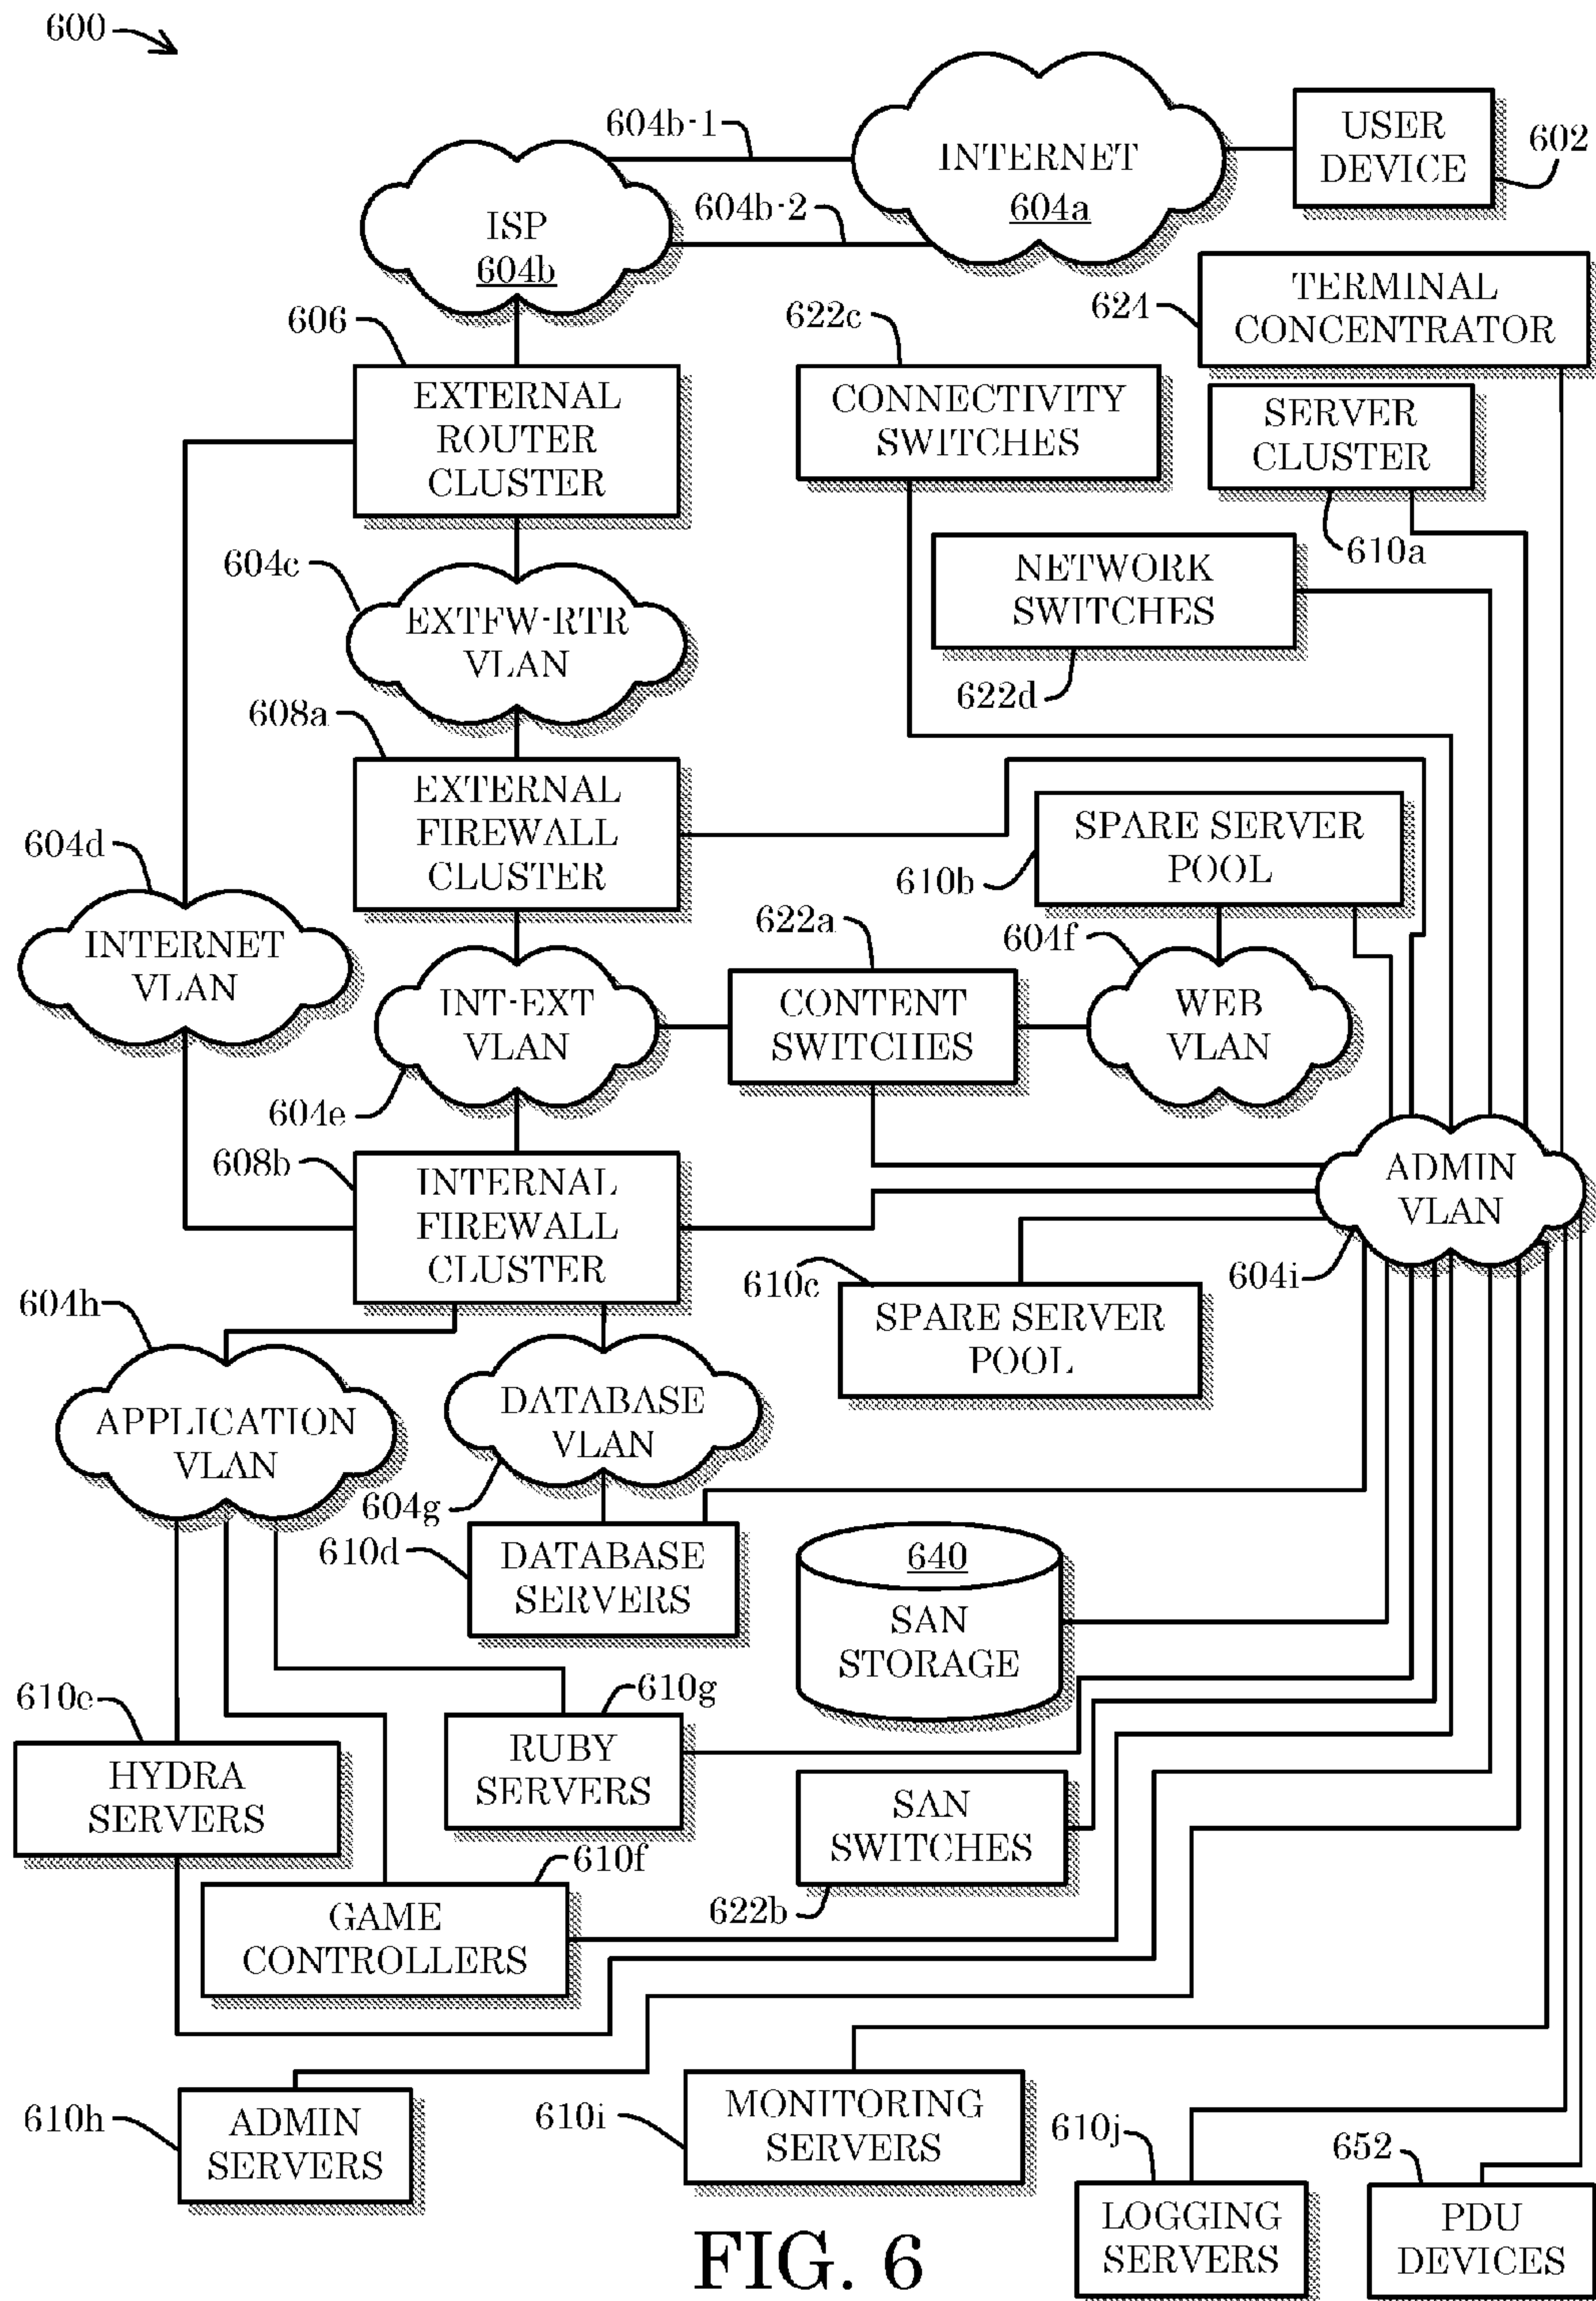 600
604b-1
INTERNET
604a
USER
DEVICE
602
ISP
604b
604b-2
624
TERMINAL
CONCENTRATOR
606
622c
EXTERNAL
ROUTER
CLUSTER
CONNECTIVITY
SWITCHES
SERVER
CLUSTER
610a
604c
EXTFW-RTR
VLAN
NETWORK
SWITCHES
622d
608a
EXTERNAL
FIREWALL
CLUSTER
610b
SPARE SERVER
POOL
604d
INTERNET
VLAN
622a
604f
INT-EXT
VLAN
604e
CONTENT
SWITCHES
WEB
VLAN
608b
INTERNAL
FIREWALL
CLUSTER
ADMIN
VLAN
604i
610c
SPARE SERVER
POOL
604h
APPLICATION
VLAN
DATABASE
VLAN
604g
610d
DATABASE
SERVERS
640
SAN
STORAGE
610e
HYDRA
SERVERS
610g
RUBY
SERVERS
SAN
SWITCHES
622b
610f
GAME
CONTROLLERS
610h
ADMIN
SERVERS
610i
MONITORING
SERVERS
610j
LOGGING
SERVERS
652
PDU
DEVICES
FIG. 6